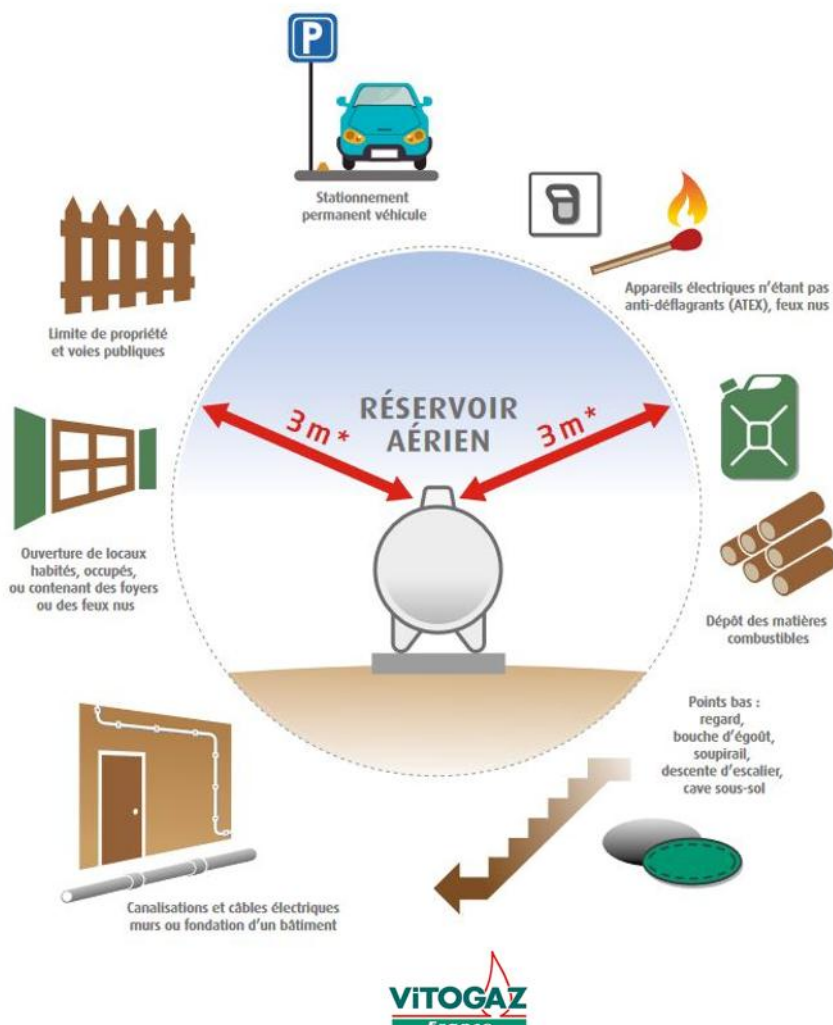 P
Stationnement
permanent véhicule
Limite de propriété
et voies publiques
Appareils électriques n'étant pas
anti-déflagrants (ATEX), feux nus
RÉSERVOIR
AÉRIEN
3 m *
3 m *
Ouverture de locaux
habités, occupés,
ou contenant des foyers
ou des feux nus
Dépôt des matières
combustibles
Points bas :
regard,
bouche d'égoût,
soupirail,
descente d'escalier,
cave sous-sol
Canalisations et câbles électriques
murs ou fondation d'un bâtiment
ViTOGAZ
France